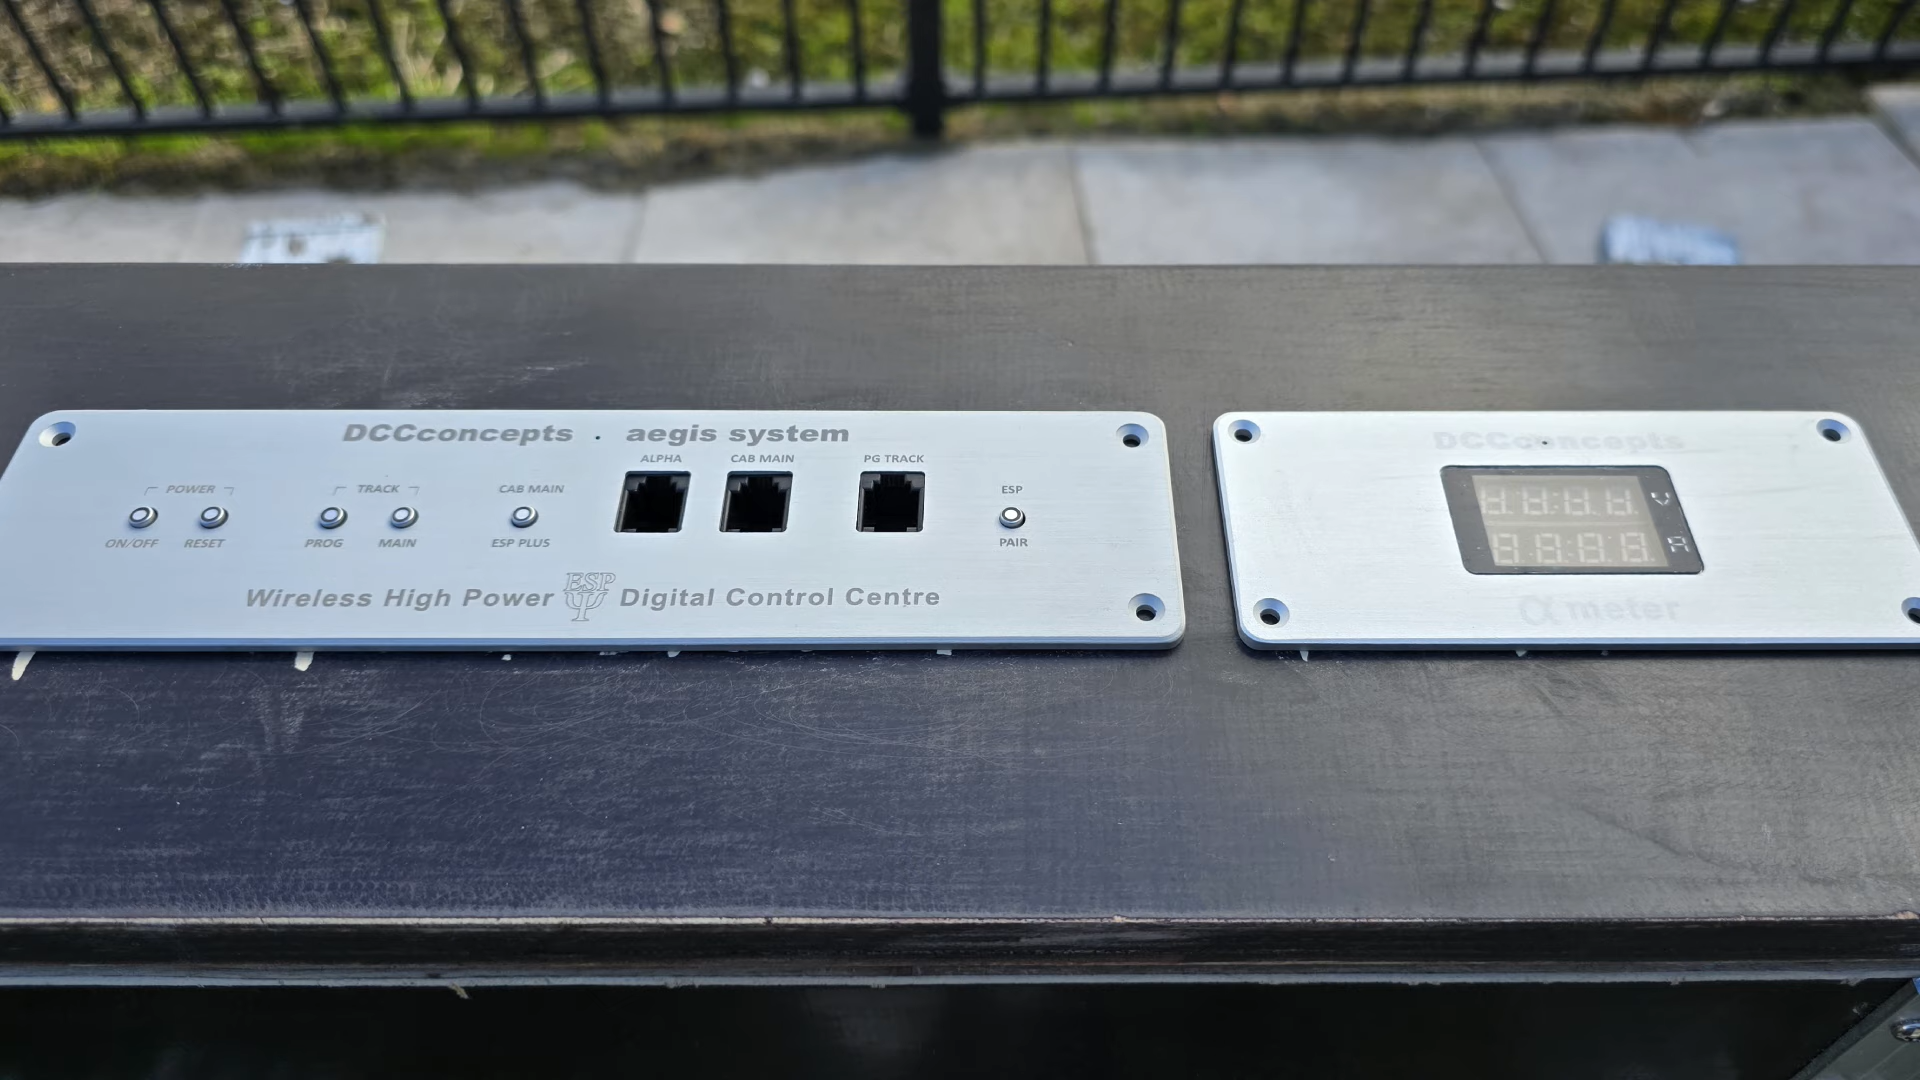 DCCconcepts · aegis system
ALPHA CAB MAIN PG TRACK
POWER TRACK CAB MAIN ESP
ON/OFF RESET PROG MAIN ESP PLUS PAIR
Wireless High Power ESP Ψ Digital Control Centre
DCCconcepts
V
A
α meter